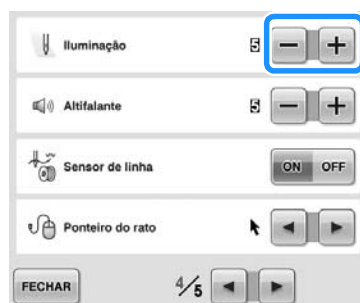 Iluminação 5 − +
Altifalante 5 − +
Sensor de linha ON OFF
Ponteiro do rato
FECHAR 4/5